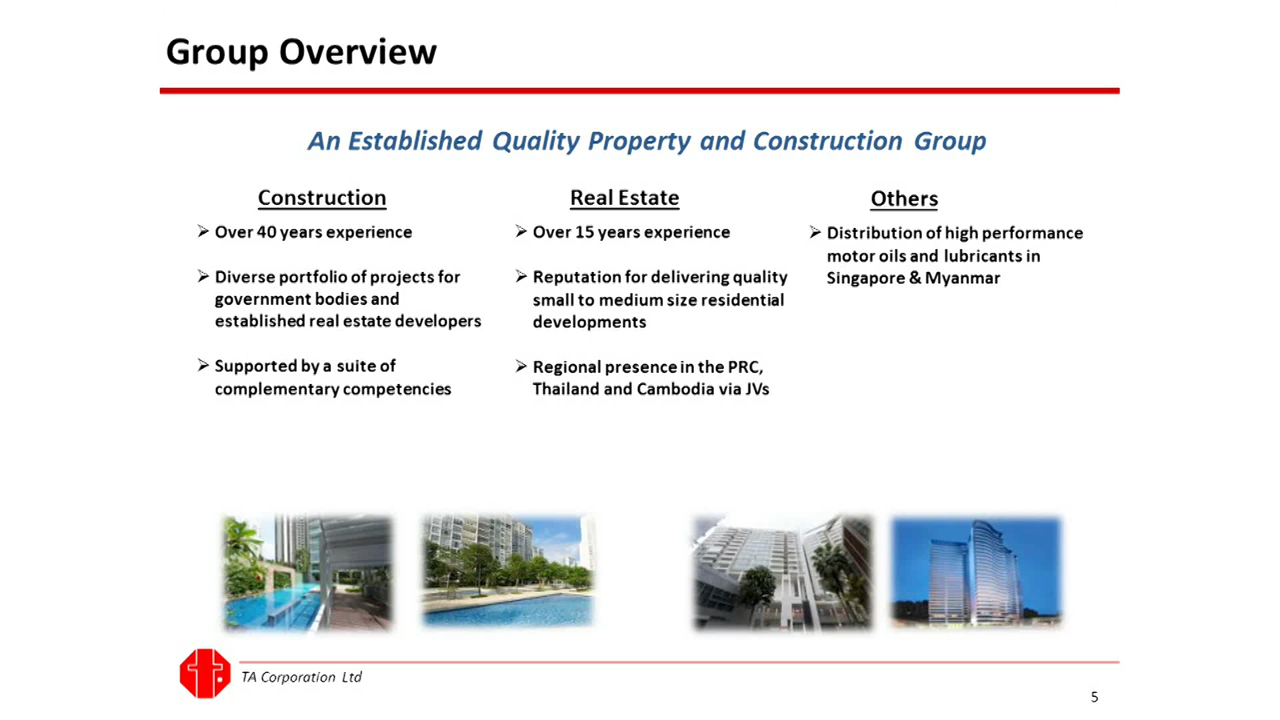 Group Overview
An Established Quality Property and Construction Group
Construction
➢ Over 40 years experience
➢ Diverse portfolio of projects for
government bodies and
established real estate developers
➢ Supported by a suite of
complementary competencies
Real Estate
➢ Over 15 years experience
➢ Reputation for delivering quality
small to medium size residential
developments
➢ Regional presence in the PRC,
Thailand and Cambodia via JVs
Others
➢ Distribution of high performance
motor oils and lubricants in
Singapore & Myanmar
TA Corporation Ltd
5